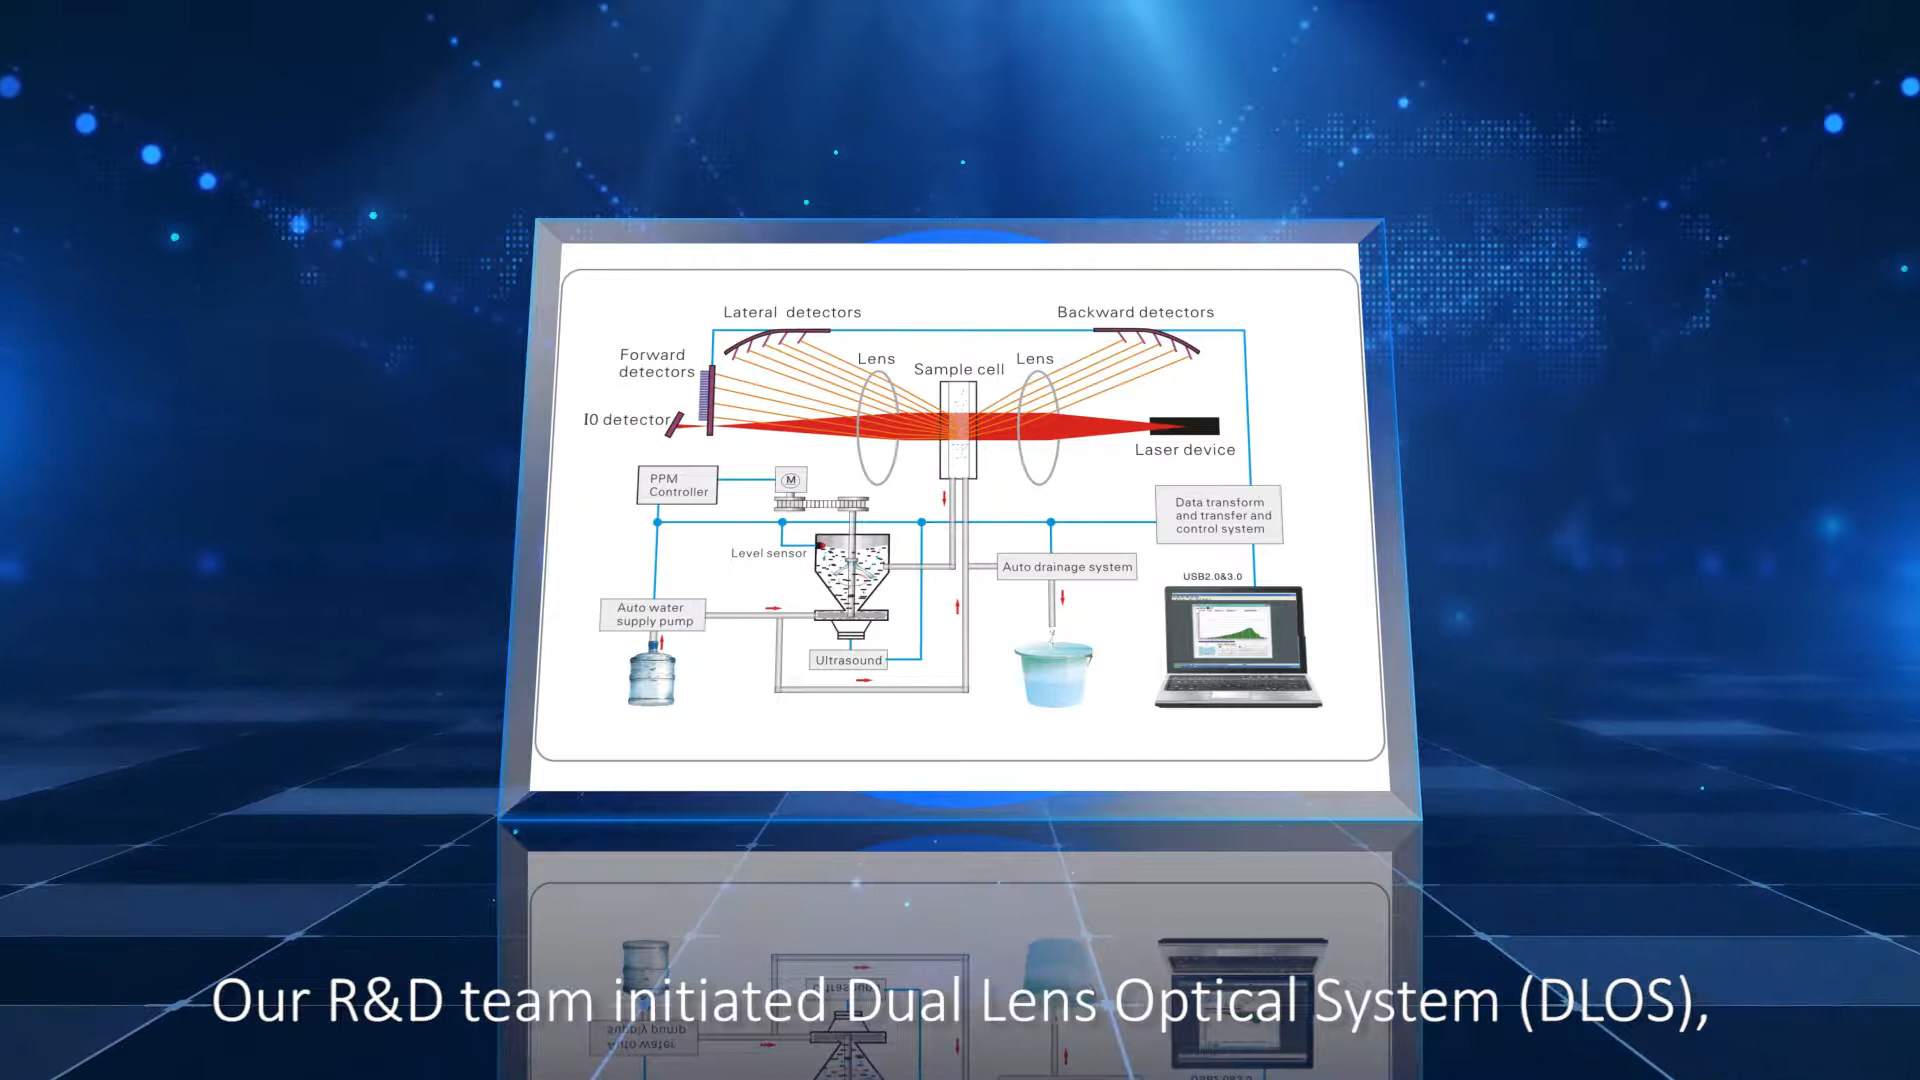 Lateral detectors
Backward detectors
Forward
detectors
Lens
Lens
Sample cell
I0 detector
Laser device
PPM
Controller
M
Data transform
and transfer and
control system
Level sensor
Auto drainage system
USB2.0&3.0
Auto water
supply pump
Ultrasound
Our R&D team initiated Dual Lens Optical System (DLOS),